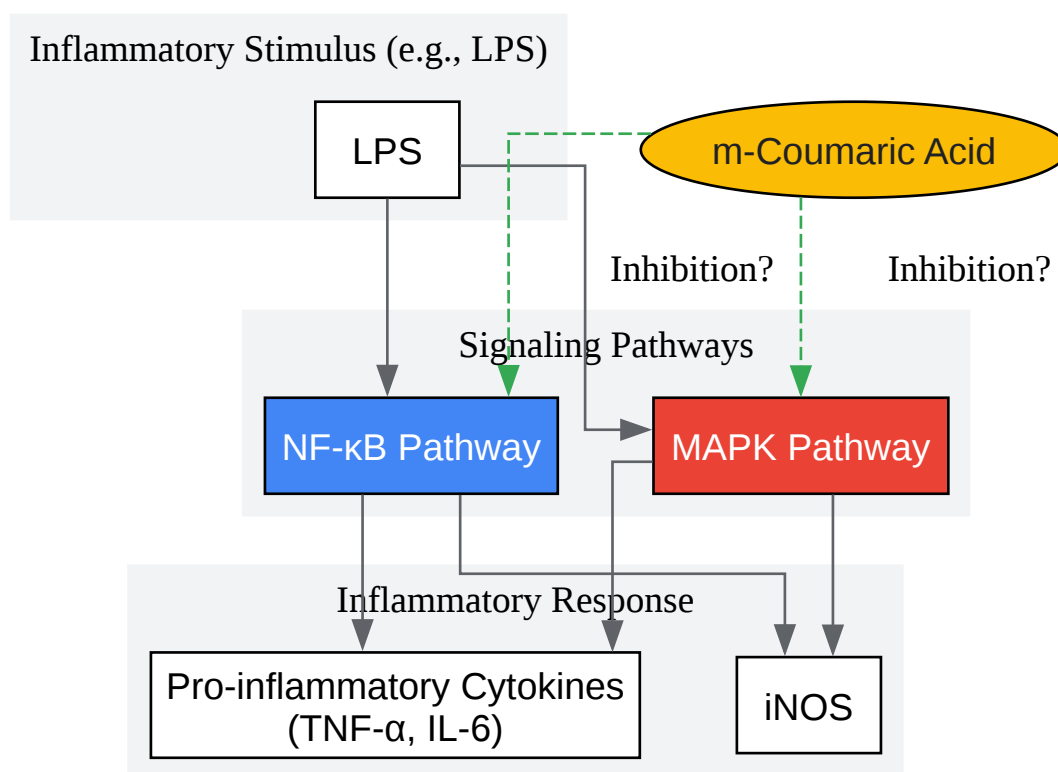 Inflammatory Stimulus (e.g., LPS)
LPS
m-Coumaric Acid
Inhibition?
Inhibition?
Signaling Pathways
NF-κB Pathway
MAPK Pathway
Inflammatory Response
Pro-inflammatory Cytokines
(TNF-α, IL-6)
iNOS